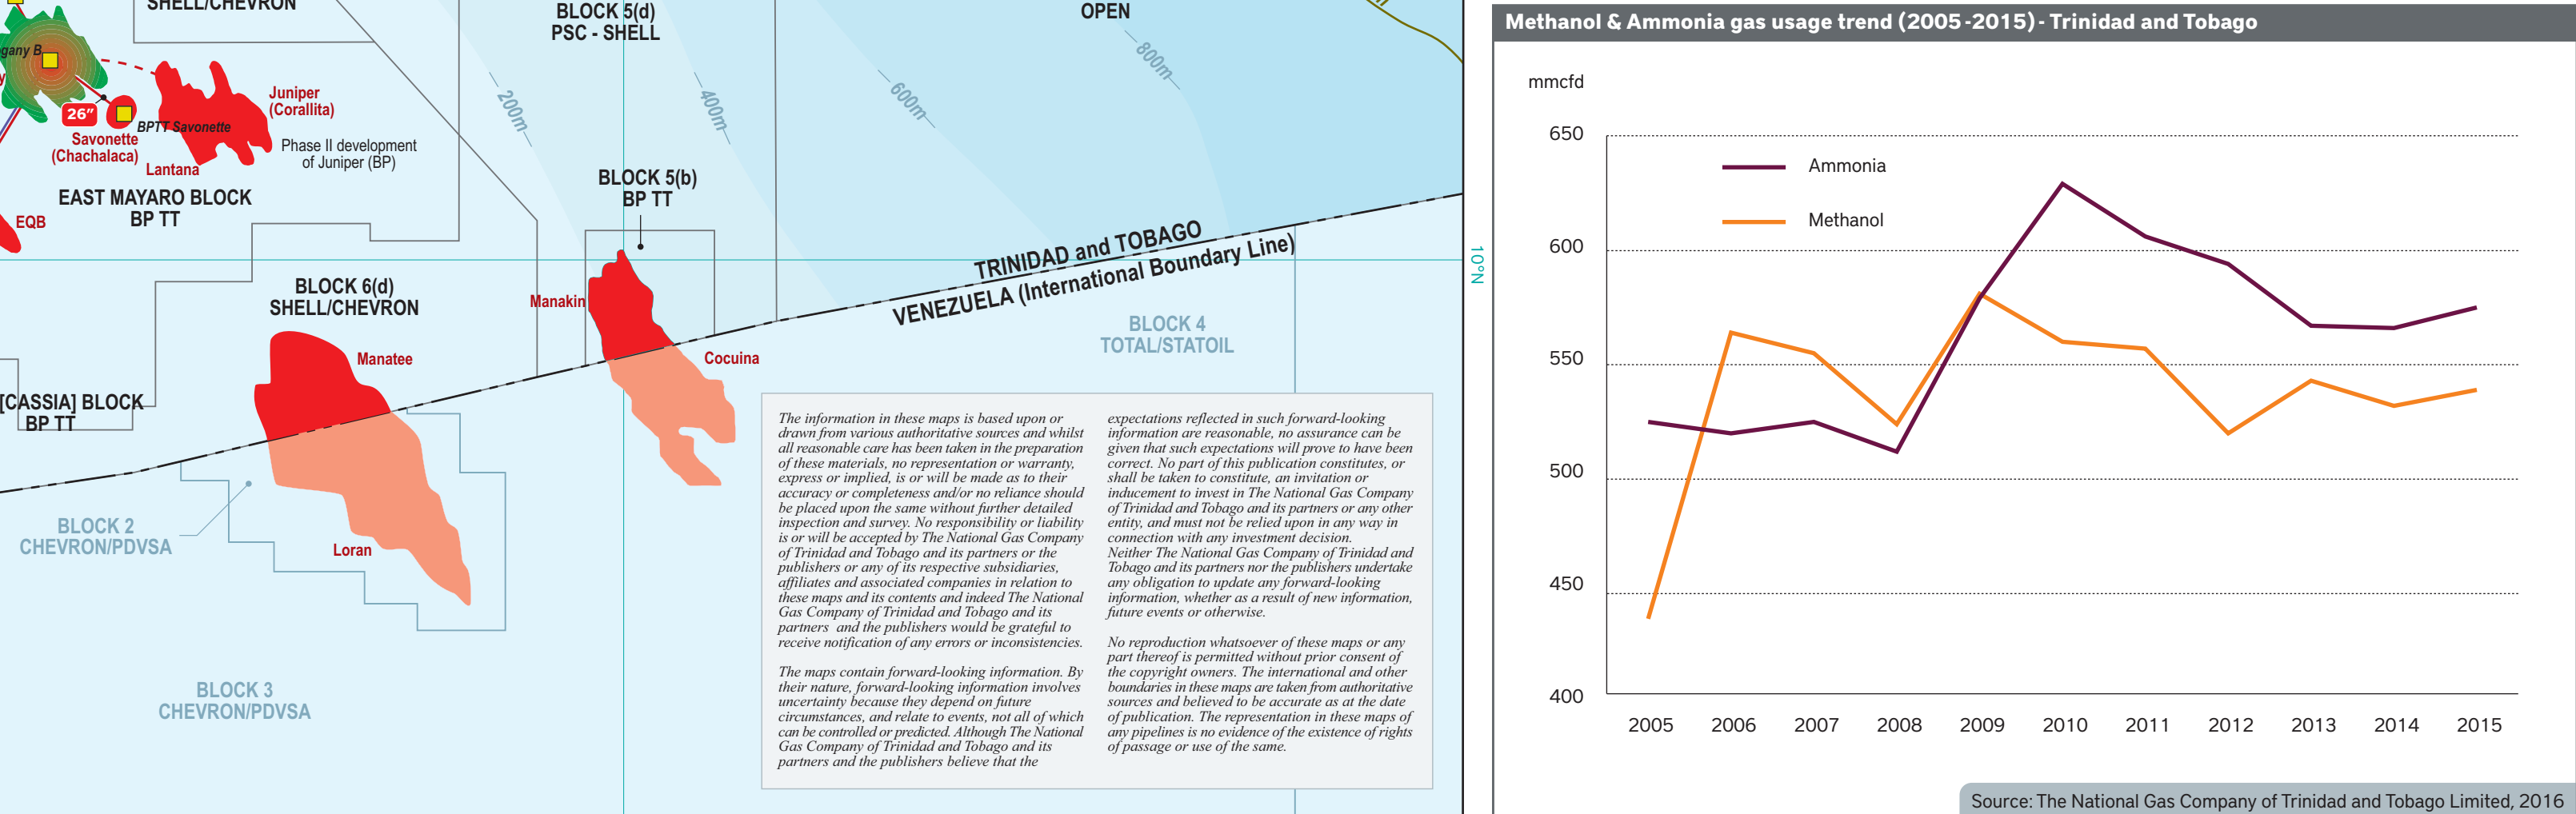 SHELL/CHEVRON
BLOCK 5(d)
PSC - SHELL
OPEN
200m
400m
600m
800m
gany B
26”
Savonette
(Chachalaca)
BPTT Savonette
Lantana
Juniper
(Corallita)
Phase II development
of Juniper (BP)
EAST MAYARO BLOCK
BP TT
EQB
BLOCK 5(b)
BP TT
BLOCK 6(d)
SHELL/CHEVRON
Manakin
Manatee
Cocuina
TRINIDAD and TOBAGO
VENEZUELA (International Boundary Line)
10°N
BLOCK 4
TOTAL/STATOIL
[CASSIA] BLOCK
BP TT
BLOCK 2
CHEVRON/PDVSA
Loran
BLOCK 3
CHEVRON/PDVSA
The information in these maps is based upon or
drawn from various authoritative sources and whilst
all reasonable care has been taken in the preparation
of these materials, no representation or warranty,
express or implied, is or will be made as to their
accuracy or completeness and/or no reliance should
be placed upon the same without further detailed
inspection and survey. No responsibility or liability
is or will be accepted by The National Gas Company
of Trinidad and Tobago and its partners or the
publishers or any of its respective subsidiaries,
affiliates and associated companies in relation to
these maps and its contents and indeed The National
Gas Company of Trinidad and Tobago and its
partners and the publishers would be grateful to
receive notification of any errors or inconsistencies.
The maps contain forward-looking information. By
their nature, forward-looking information involves
uncertainty because they depend on future
circumstances, and relate to events, not all of which
can be controlled or predicted. Although The National
Gas Company of Trinidad and Tobago and its
partners and the publishers believe that the
expectations reflected in such forward-looking
information are reasonable, no assurance can be
given that such expectations will prove to have been
correct. No part of this publication constitutes, or
shall be taken to constitute, an invitation or
inducement to invest in The National Gas Company
of Trinidad and Tobago and its partners or any other
entity, and must not be relied upon in any way in
connection with any investment decision.
Neither The National Gas Company of Trinidad and
Tobago and its partners nor the publishers undertake
any obligation to update any forward-looking
information, whether as a result of new information,
future events or otherwise.
No reproduction whatsoever of these maps or any
part thereof is permitted without prior consent of
the copyright owners. The international and other
boundaries in these maps are taken from authoritative
sources and believed to be accurate as at the date
of publication. The representation in these maps of
any pipelines is no evidence of the existence of rights
of passage or use of the same.
Methanol & Ammonia gas usage trend (2005-2015) - Trinidad and Tobago
mmcfd
650
600
550
500
450
400
Ammonia
Methanol
2005 2006 2007 2008 2009 2010 2011 2012 2013 2014 2015
Source: The National Gas Company of Trinidad and Tobago Limited, 2016